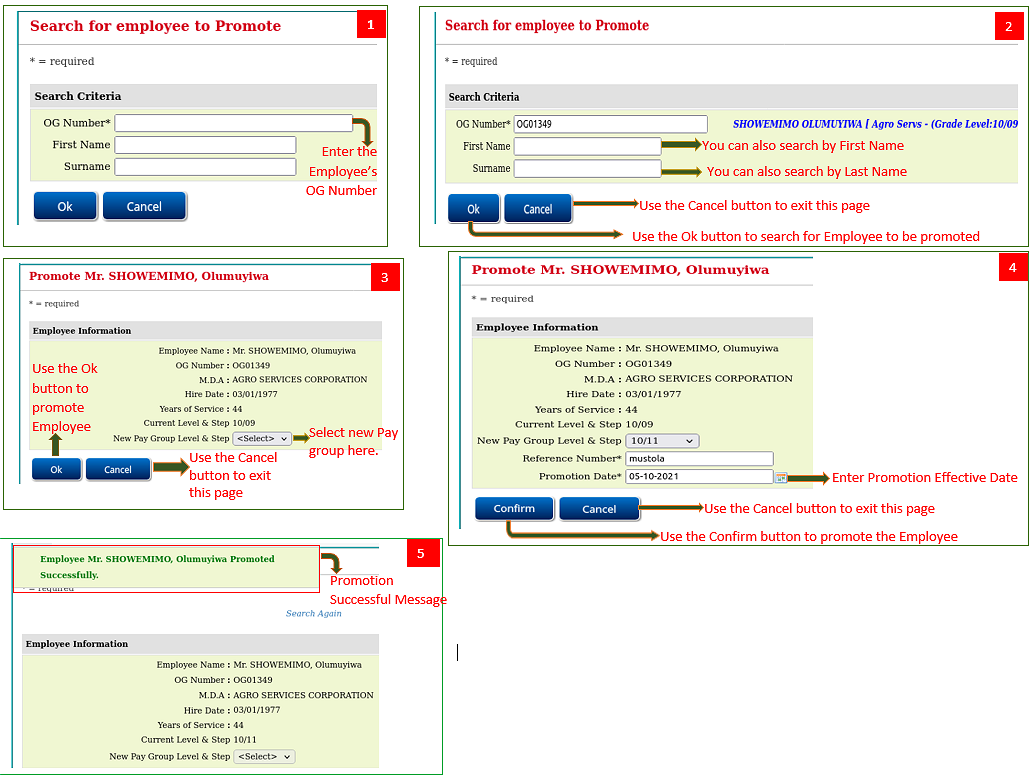 Search for employee to Promote
1
* = required
Search Criteria
OG Number*
First Name
Surname
Enter the
Employee's
OG Number
Ok Cancel
Search for employee to Promote
2
* = required
Search Criteria
OG Number* OG01349 SHOWEMIMO OLUMUYIWA [ Agro Servs - (Grade Level:10/09
First Name You can also search by First Name
Surname You can also search by Last Name
Ok Cancel Use the Cancel button to exit this page
Use the Ok button to search for Employee to be promoted
Promote Mr. SHOWEMIMO, Olumuyiwa
3
* = required
Employee Information
Employee Name : Mr. SHOWEMIMO, Olumuyiwa
OG Number : OG01349
M.D.A : AGRO SERVICES CORPORATION
Hire Date : 03/01/1977
Years of Service : 44
Current Level & Step : 10/09
New Pay Group Level & Step <Select>
Use the Ok
button to
promote
Employee
Select new Pay
group here.
Ok Cancel
Use the Cancel
button to exit
this page
Promote Mr. SHOWEMIMO, Olumuyiwa
4
* = required
Employee Information
Employee Name : Mr. SHOWEMIMO, Olumuyiwa
OG Number : OG01349
M.D.A : AGRO SERVICES CORPORATION
Hire Date : 03/01/1977
Years of Service : 44
Current Level & Step : 10/09
New Pay Group Level & Step 10/11
Reference Number* mustola
Promotion Date* 05-10-2021 Enter Promotion Effective Date
Confirm Cancel Use the Cancel button to exit this page
Use the Confirm button to promote the Employee
5
Employee Mr. SHOWEMIMO, Olumuyiwa Promoted
Successfully.
* = required
Promotion
Successful Message
Search Again
Employee Information
Employee Name : Mr. SHOWEMIMO, Olumuyiwa
OG Number : OG01349
M.D.A : AGRO SERVICES CORPORATION
Hire Date : 03/01/1977
Years of Service : 44
Current Level & Step : 10/11
New Pay Group Level & Step <Select>